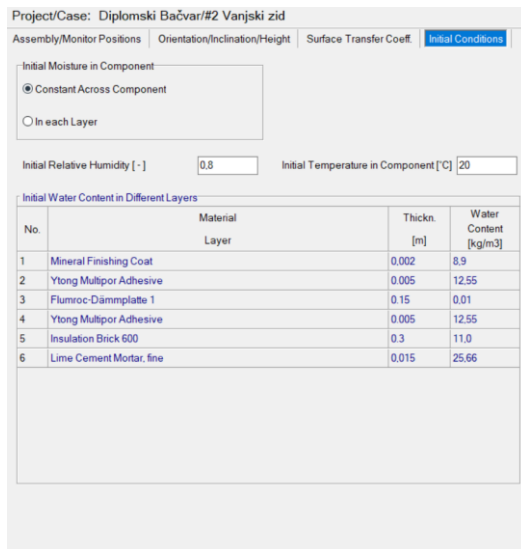 Project/Case: Diplomski Bačvar/#2 Vanjski zid
Assembly/Monitor Positions Orientation/Inclination/Height Surface Transfer Coeff. Initial Conditions
Initial Moisture in Component
Constant Across Component
In each Layer
Initial Relative Humidity [ - ] 0,8 Initial Temperature in Component [°C] 20
Initial Water Content in Different Layers
No. Material Layer Thickn. [m] Water Content [kg/m3]
1 Mineral Finishing Coat 0,002 8,9
2 Ytong Multipor Adhesive 0.005 12,55
3 Flumroc-Dämmplatte 1 0.15 0,01
4 Ytong Multipor Adhesive 0.005 12,55
5 Insulation Brick 600 0.3 11,0
6 Lime Cement Mortar, fine 0,015 25,66